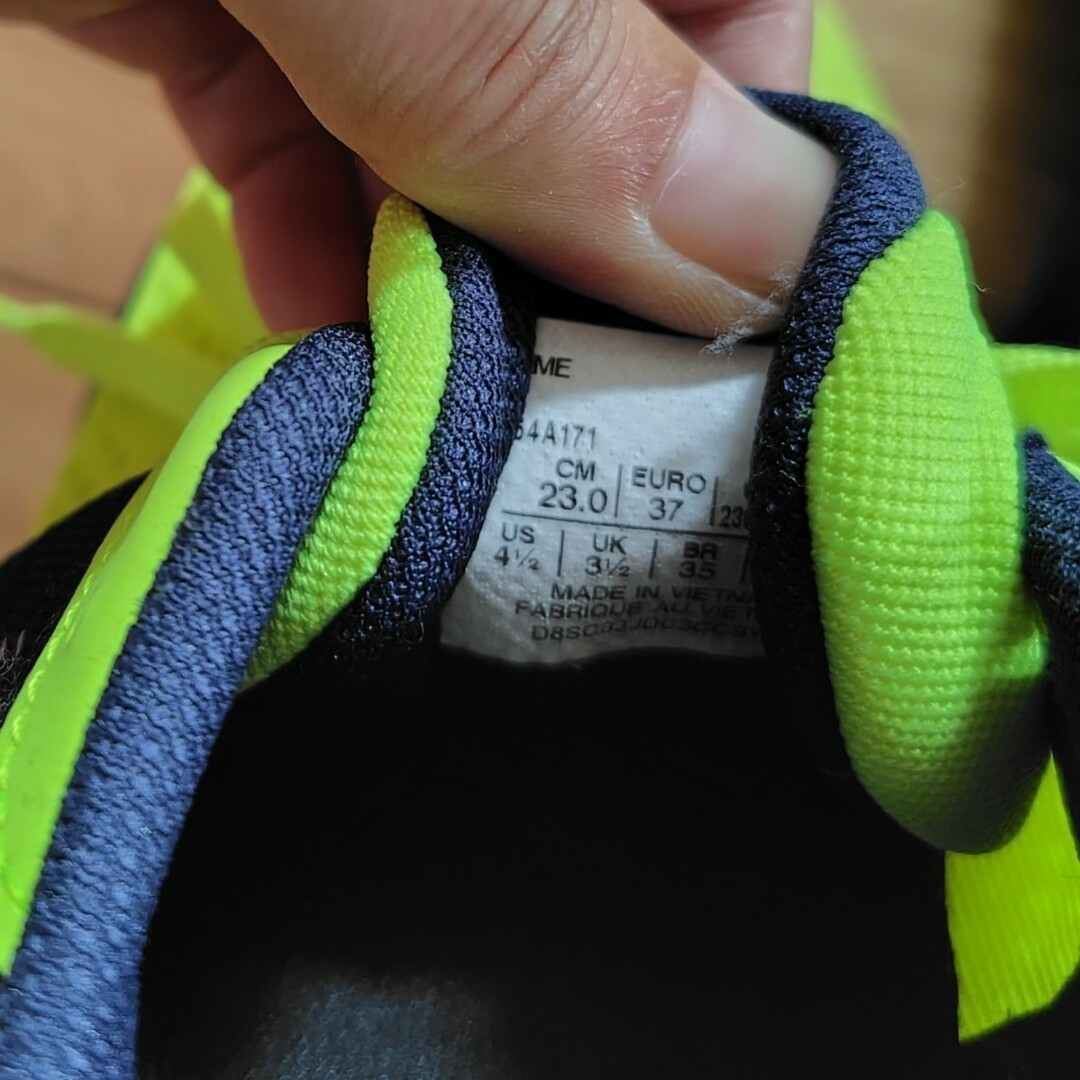 ME
54A171
CM EURO
23.0 37 23
US UK BR
4½ 3½ 35
MADE IN VIETNA
FABRIQUE AU VIET